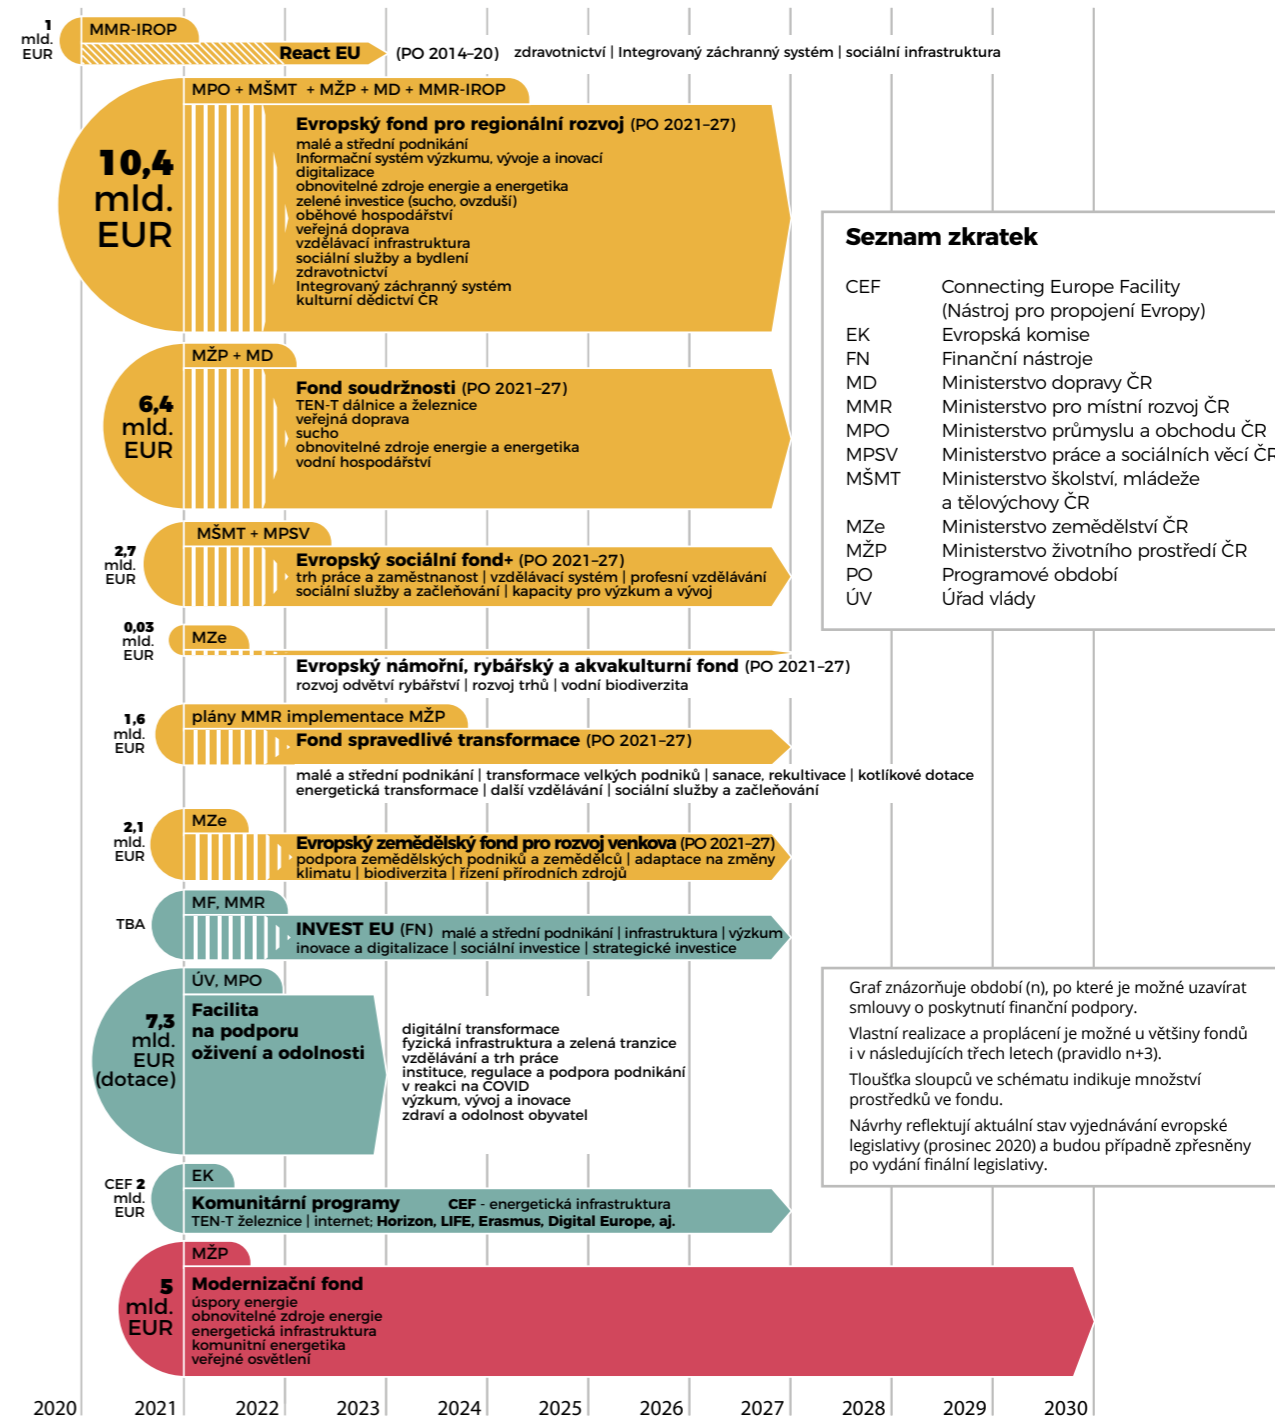 1
mld.
EUR
MMR-IROP
React EU (PO 2014–20) zdravotnictví | Integrovaný záchranný systém | sociální infrastruktura
10,4
mld.
EUR
MPO + MŠMT + MŽP + MD + MMR-IROP
Evropský fond pro regionální rozvoj (PO 2021–27)
malé a střední podnikání
Informační systém výzkumu, vývoje a inovací
digitalizace
obnovitelné zdroje energie a energetika
zelené investice (sucho, ovzduší)
oběhové hospodářství
veřejná doprava
vzdělávací infrastruktura
sociální služby a bydlení
zdravotnictví
Integrovaný záchranný systém
kulturní dědictví ČR
6,4
mld.
EUR
MŽP + MD
Fond soudržnosti (PO 2021–27)
TEN-T dálnice a železnice
veřejná doprava
sucho
obnovitelné zdroje energie a energetika
vodní hospodářství
2,7
mld.
EUR
MŠMT + MPSV
Evropský sociální fond+ (PO 2021–27)
trh práce a zaměstnanost | vzdělávací systém | profesní vzdělávání
sociální služby a začleňování | kapacity pro výzkum a vývoj
0,03
mld.
EUR
MZe
Evropský námořní, rybářský a akvakulturní fond (PO 2021–27)
rozvoj odvětví rybářství | rozvoj trhů | vodní biodiverzita
1,6
mld.
EUR
plány MMR implementace MŽP
Fond spravedlivé transformace (PO 2021–27)
malé a střední podnikání | transformace velkých podniků | sanace, rekultivace | kotlíkové dotace
energetická transformace | další vzdělávání | sociální služby a začleňování
2,1
mld.
EUR
MZe
Evropský zemědělský fond pro rozvoj venkova (PO 2021–27)
podpora zemědělských podniků a zemědělců | adaptace na změny
klimatu | biodiverzita | řízení přírodních zdrojů
TBA
MF, MMR
INVEST EU (FN) malé a střední podnikání | infrastruktura | výzkum
inovace a digitalizace | sociální investice | strategické investice
7,3
mld.
EUR
(dotace)
ÚV, MPO
Facilita
na podporu
oživení a odolnosti
digitální transformace
fyzická infrastruktura a zelená tranzice
vzdělávání a trh práce
instituce, regulace a podpora podnikání
v reakci na COVID
výzkum, vývoj a inovace
zdraví a odolnost obyvatel
CEF 2
mld.
EUR
EK
Komunitární programy CEF - energetická infrastruktura
TEN-T železnice | internet; Horizon, LIFE, Erasmus, Digital Europe, aj.
5
mld.
EUR
MŽP
Modernizační fond
úspory energie
obnovitelné zdroje energie
energetická infrastruktura
komunitní energetika
veřejné osvětlení
2020 2021 2022 2023 2024 2025 2026 2027 2028 2029 2030
Seznam zkratek
CEF Connecting Europe Facility
(Nástroj pro propojení Evropy)
EK Evropská komise
FN Finanční nástroje
MD Ministerstvo dopravy ČR
MMR Ministerstvo pro místní rozvoj ČR
MPO Ministerstvo průmyslu a obchodu ČR
MPSV Ministerstvo práce a sociálních věcí ČR
MŠMT Ministerstvo školství, mládeže
a tělovýchovy ČR
MZe Ministerstvo zemědělství ČR
MŽP Ministerstvo životního prostředí ČR
PO Programové období
ÚV Úřad vlády
Graf znázorňuje období (n), po které je možné uzavírat
smlouvy o poskytnutí finanční podpory.
Vlastní realizace a proplácení je možné u většiny fondů
i v následujících třech letech (pravidlo n+3).
Tloušťka sloupců ve schématu indikuje množství
prostředků ve fondu.
Návrhy reflektují aktuální stav vyjednávání evropské
legislativy (prosinec 2020) a budou případně zpřesněny
po vydání finální legislativy.